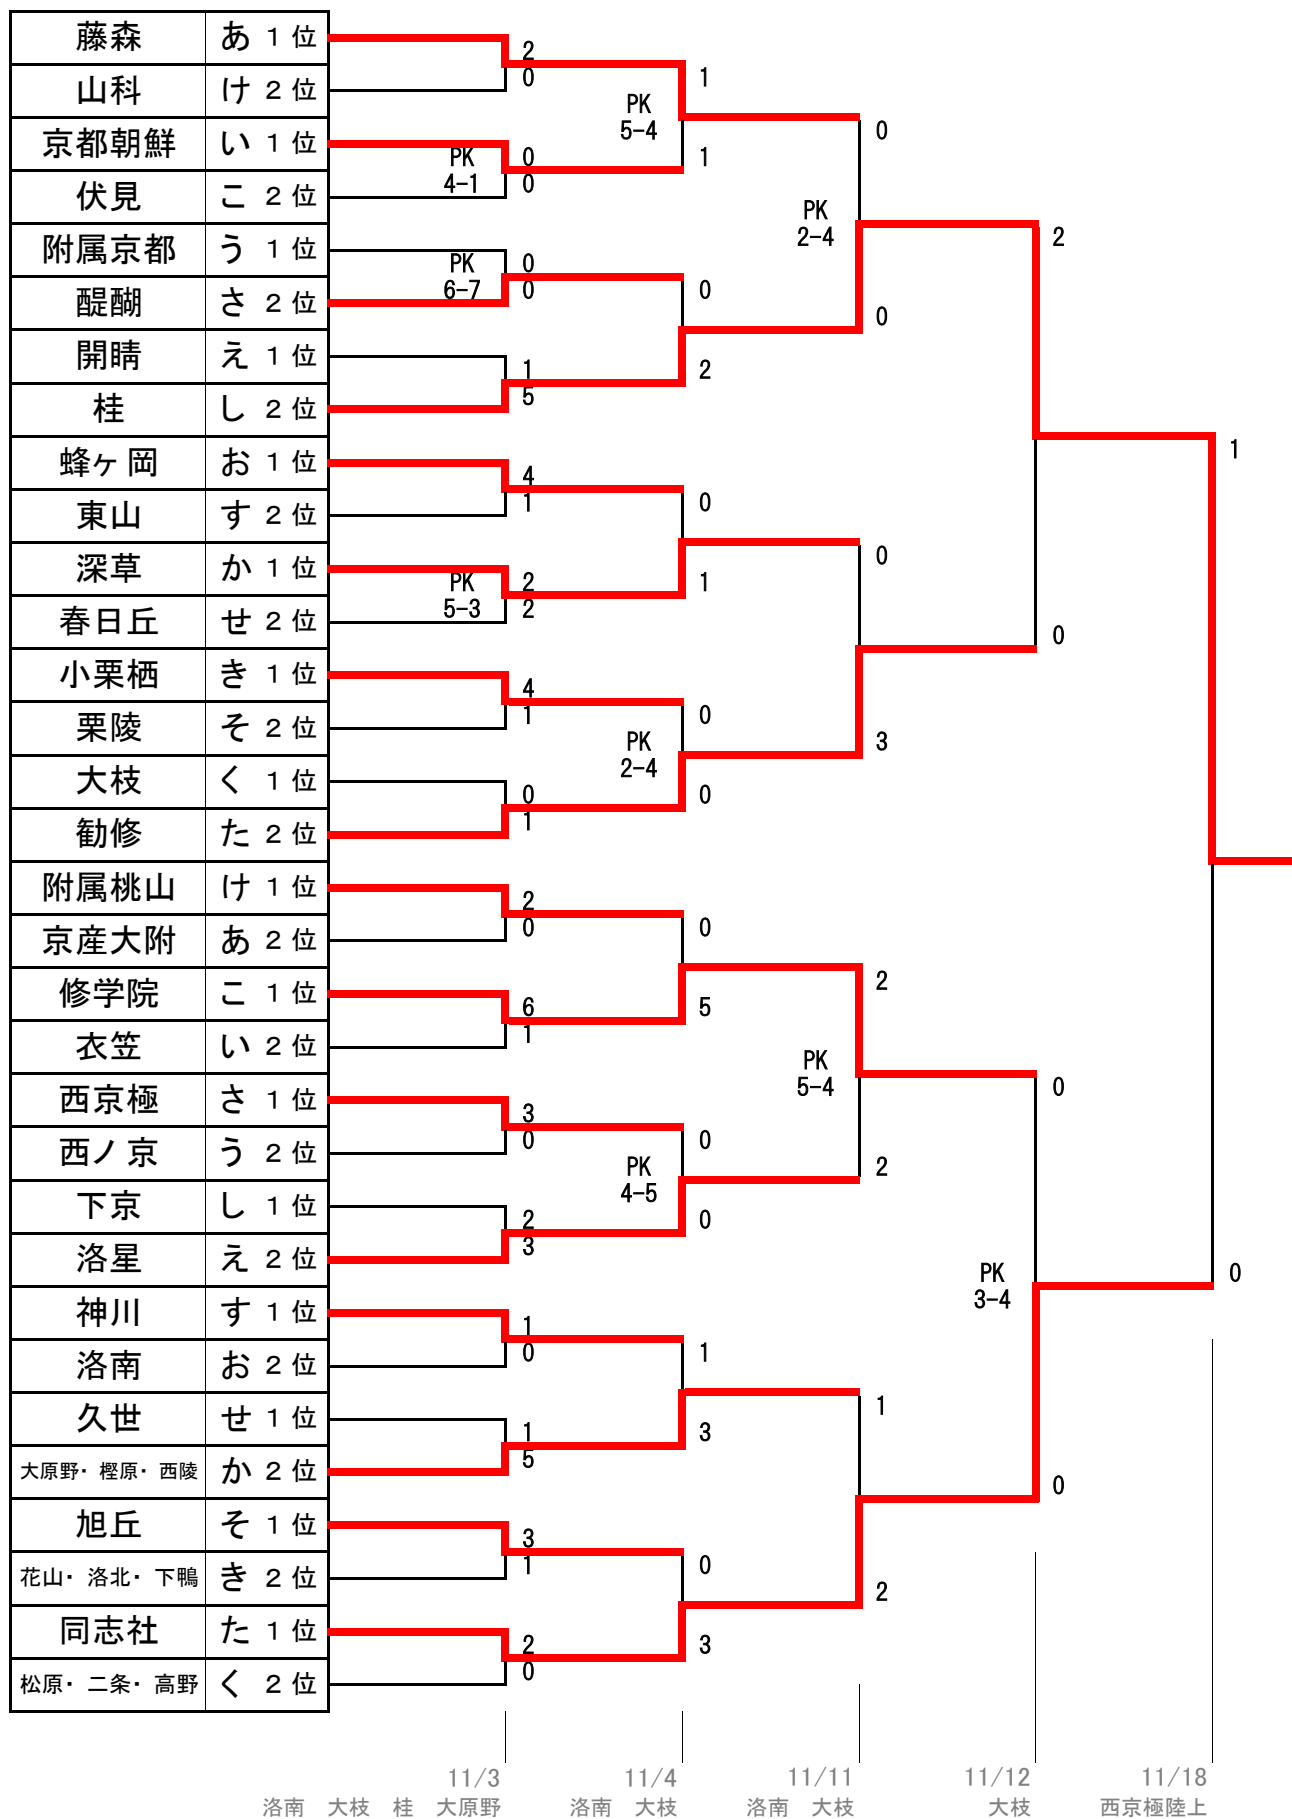 藤森 あ 1 位
山科 け 2 位
京都朝鮮 い 1 位
伏見 こ 2 位
附属京都 う 1 位
醍醐 さ 2 位
開睛 え 1 位
桂 し 2 位
蜂ヶ岡 お 1 位
東山 す 2 位
深草 か 1 位
春日丘 せ 2 位
小栗栖 き 1 位
栗陵 そ 2 位
大枝 く 1 位
勧修 た 2 位
附属桃山 け 1 位
京産大附 あ 2 位
修学院 こ 1 位
衣笠 い 2 位
西京極 さ 1 位
西ノ京 う 2 位
下京 し 1 位
洛星 え 2 位
神川 す 1 位
洛南 お 2 位
久世 せ 1 位
大原野・樫原・西陵 か 2 位
旭丘 そ 1 位
花山・洛北・下鴨 き 2 位
同志社 た 1 位
松原・二条・高野 く 2 位
2
0
PK
4-1
0
0
PK
6-7
0
0
1
5
4
1
PK
5-3
2
2
4
1
0
1
2
0
6
1
3
0
2
3
1
0
1
5
3
1
2
0
PK
5-4
1
1
0
2
0
1
PK
2-4
0
0
0
5
PK
4-5
0
0
1
3
0
3
PK
2-4
0
0
0
3
PK
5-4
2
2
1
2
2
0
PK
3-4
0
0
1
0
11/3 11/4 11/11 11/12 11/18
洛南 大枝 桂 大原野 洛南 大枝 洛南 大枝 大枝 西京極陸上